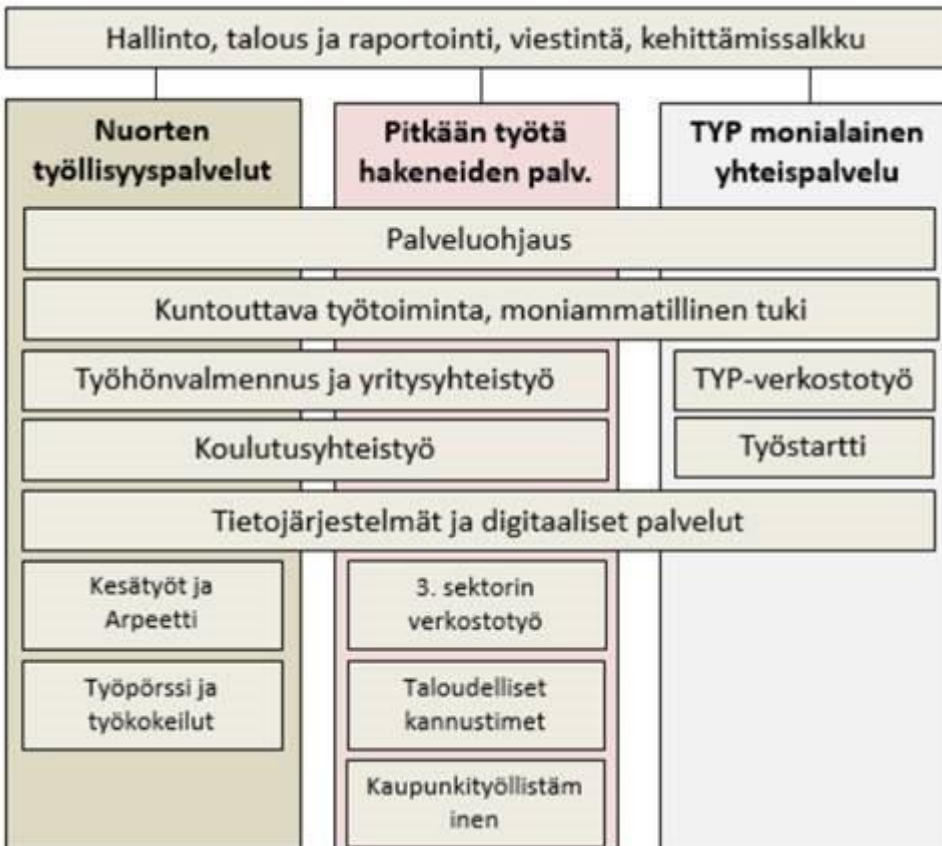 Hallinto, talous ja raportointi, viestintä, kehittämissalkku
Nuorten
työllisyyspalvelut
Pitkään työtä
hakeneiden palv.
TYP monialainen
yhteispalvelu
Palveluohjaus
Kuntouttava työtoiminta, moniammatillinen tuki
Työhönvalmennus ja yritysyhteistyö
TYP-verkostotyö
Koulutusyhteistyö
Työstartti
Tietojärjestelmät ja digitaaliset palvelut
Kesätyöt ja
Arpeetti
3. sektorin
verkostotyö
Työpörssi ja
työkokeilut
Taloudelliset
kannustimet
Kaupunkityöllistäm
inen